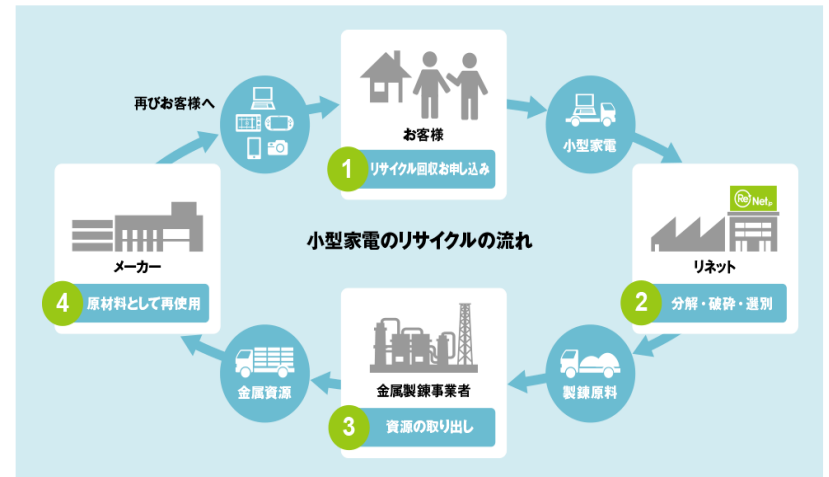 再びお客様へ
お客様
1 リサイクル回収お申し込み
小型家電
Re Net.jp
リネット
2 分解・破砕・選別
小型家電のリサイクルの流れ
メーカー
4 原材料として再使用
金属資源
金属製錬事業者
3 資源の取り出し
製錬原料